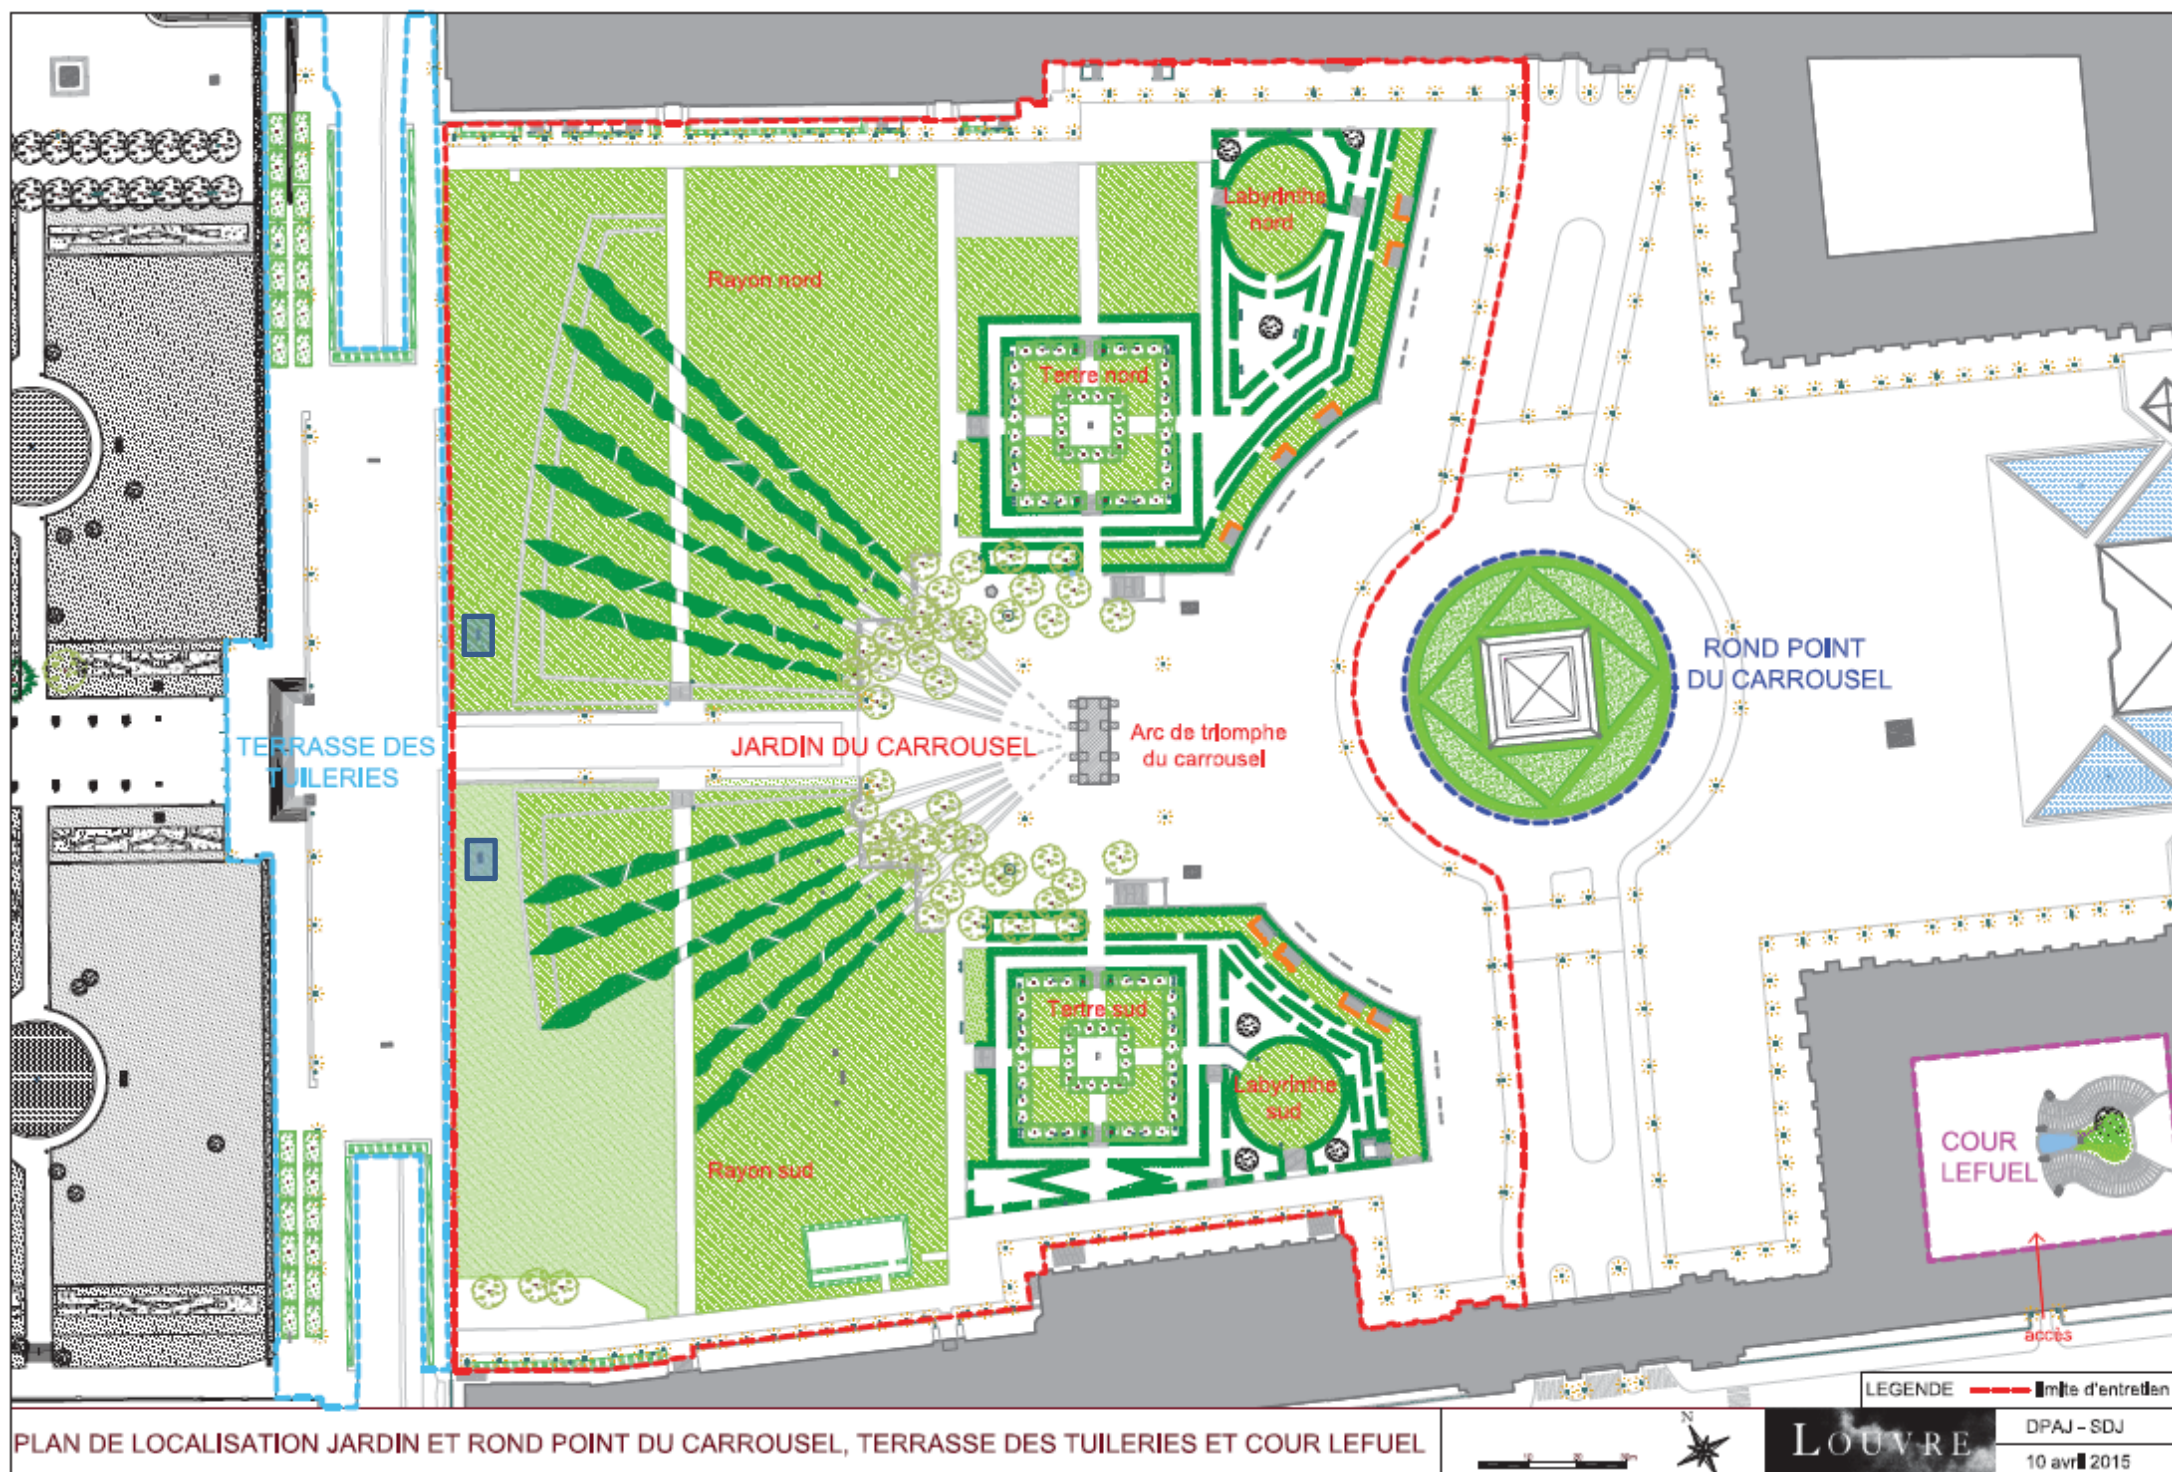 Labyrinthe
nord
Rayon nord
Tertre nord
ROND POINT
DU CARROUSEL
TERRASSE DES
TUILERIES
JARDIN DU CARROUSEL
Arc de triomphe
du carrousel
Tertre sud
Labyrinthe
sud
Rayon sud
COUR
LEFUEL
accès
LEGENDE limite d'entretien
PLAN DE LOCALISATION JARDIN ET ROND POINT DU CARROUSEL, TERRASSE DES TUILERIES ET COUR LEFUEL
N
LOUVRE
DPAJ - SDJ
10 avril 2015